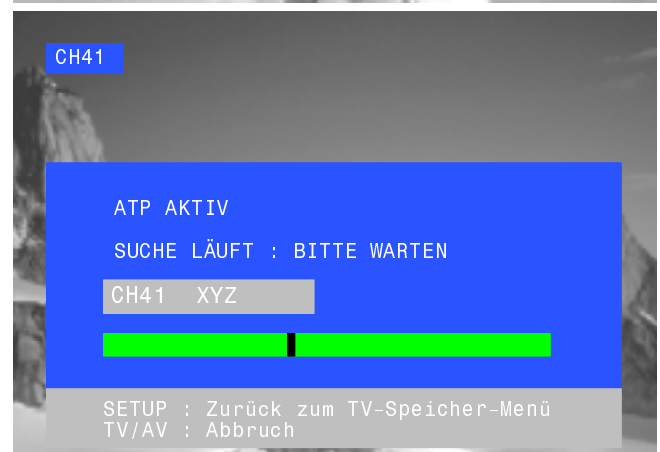 CH41
ATP AKTIV
SUCHE LÄUFT : BITTE WARTEN
CH41 XYZ
SETUP : Zurück zum TV-Speicher-Menü
TV/AV : Abbruch